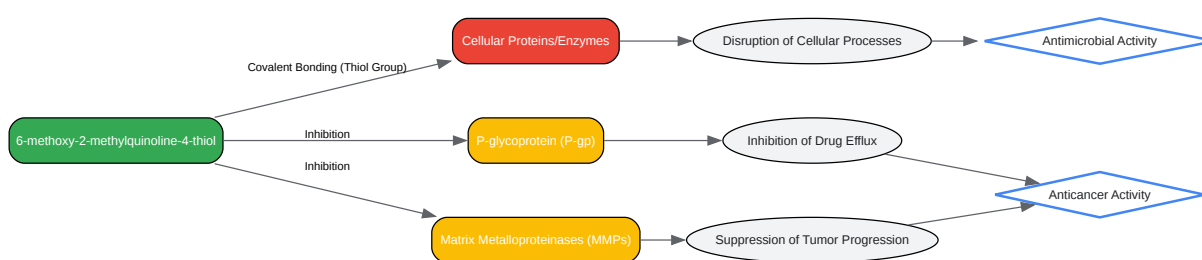 Cellular Proteins/Enzymes
Disruption of Cellular Processes
Antimicrobial Activity
Covalent Bonding (Thiol Group)
6-methoxy-2-methylquinoline-4-thiol
Inhibition
P-glycoprotein (P-gp)
Inhibition of Drug Efflux
Inhibition
Anticancer Activity
Matrix Metalloproteinases (MMPs)
Suppression of Tumor Progression